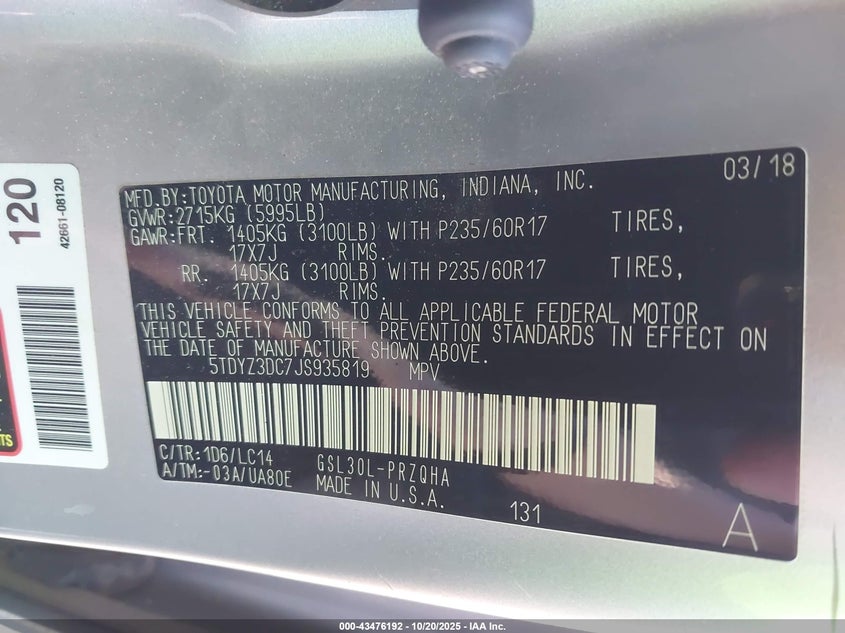 120
42661-08120
TS
03/18
MFD.BY:TOYOTA MOTOR MANUFACTURING, INDIANA, INC.
GVWR:2715KG (5995LB)
GAWR:FRT. 1405KG (3100LB) WITH P235/60R17 TIRES,
17X7J RIMS.
RR. 1405KG (3100LB) WITH P235/60R17 TIRES,
17X7J RIMS.
THIS VEHICLE CONFORMS TO ALL APPLICABLE FEDERAL MOTOR
VEHICLE SAFETY AND THEFT PREVENTION STANDARDS IN EFFECT ON
THE DATE OF MANUFACTURE SHOWN ABOVE.
5TDYZ3DC7JS935819 MPV
C/TR:1D6/LC14 GSL30L-PRZQHA
A/TM:-03A/UA80E MADE IN U.S.A.
131
A
000-43476192 - 10/20/2025 - IAA Inc.